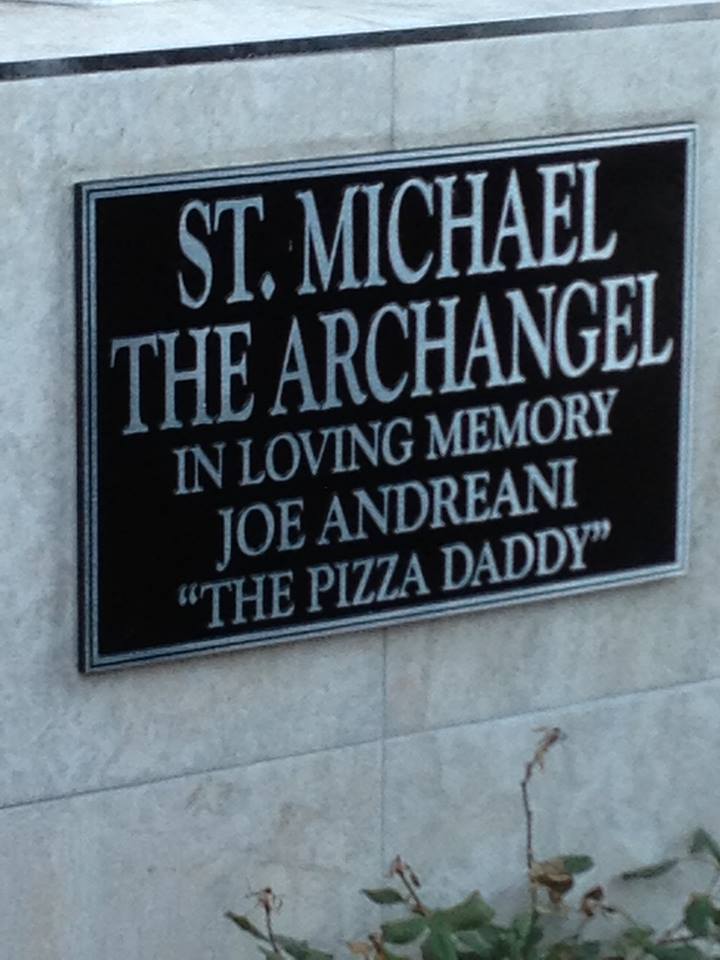 ST. MICHAEL
THE ARCHANGEL
IN LOVING MEMORY
JOE ANDREANI
“THE PIZZA DADDY”